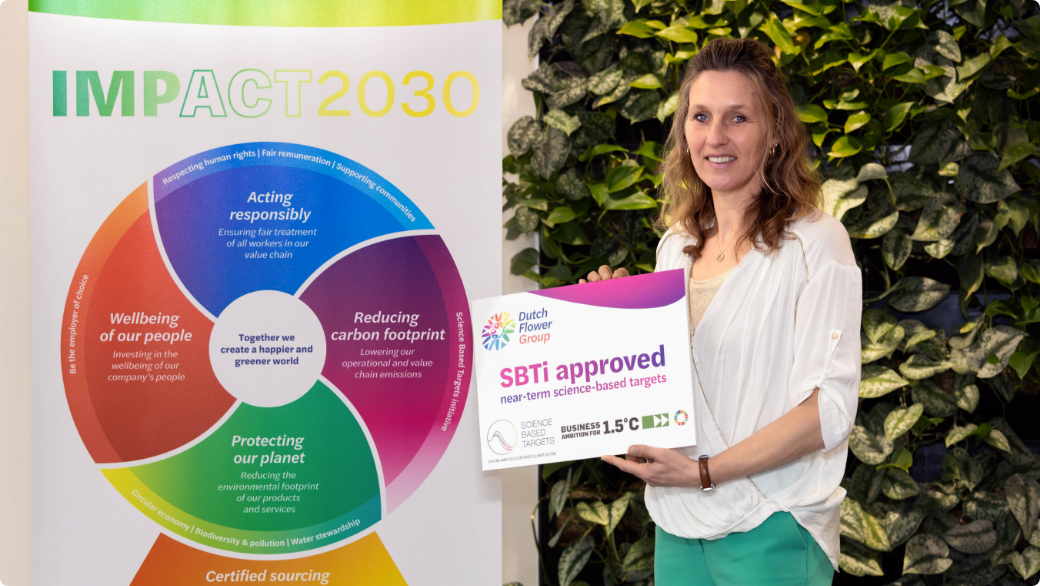 IMPACT2030
Respecting human rights | Fair remuneration | Supporting communities
Acting
responsibly
Ensuring fair treatment
of all workers in our
value chain
Be the employer of choice
Wellbeing
of our people
Investing in the
wellbeing of our
company's people
Together we
create a happier and
greener world
Reducing
carbon footprint
Lowering our
operational and value
chain emissions
Science Based Targets initiative
Protecting
our planet
Reducing the
environmental footprint
of our products
and services
Circular economy | Biodiversity & pollution | Water stewardship
Certified sourcing
Dutch
Flower
Group
SBTi approved
near-term science-based targets
SCIENCE
BASED
TARGETS
BUSINESS
AMBITION FOR
1.5°C